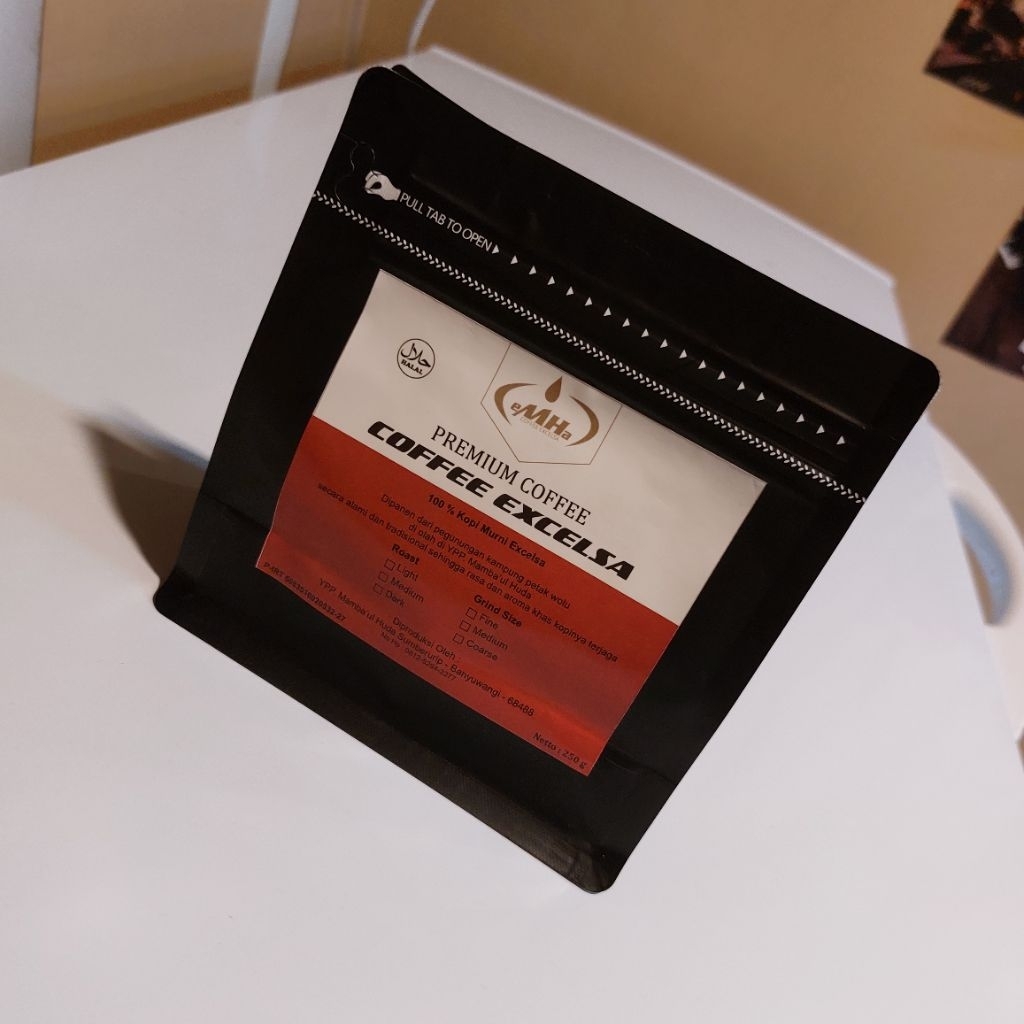 PULL TAB TO OPEN
حلال
HALAL
eMHa
PREMIUM COFFEE
COFFEE EXCELSA
100 % Kopi Murni Excelsa
Dipanen dari pegunungan kampung petak wolu
di olah di YPP. Mamba'ul Huda
secara alami dan tradisional sehingga rasa dan aroma khas kopinya terjaga
Roast
Light
Medium
Dark
Grind Size
Fine
Medium
Coarse
Diproduksi Oleh :
YPP. Mamba'ul Huda Sumberurip - Banyuwangi - 68488
P-IRT
Netto : 250 g